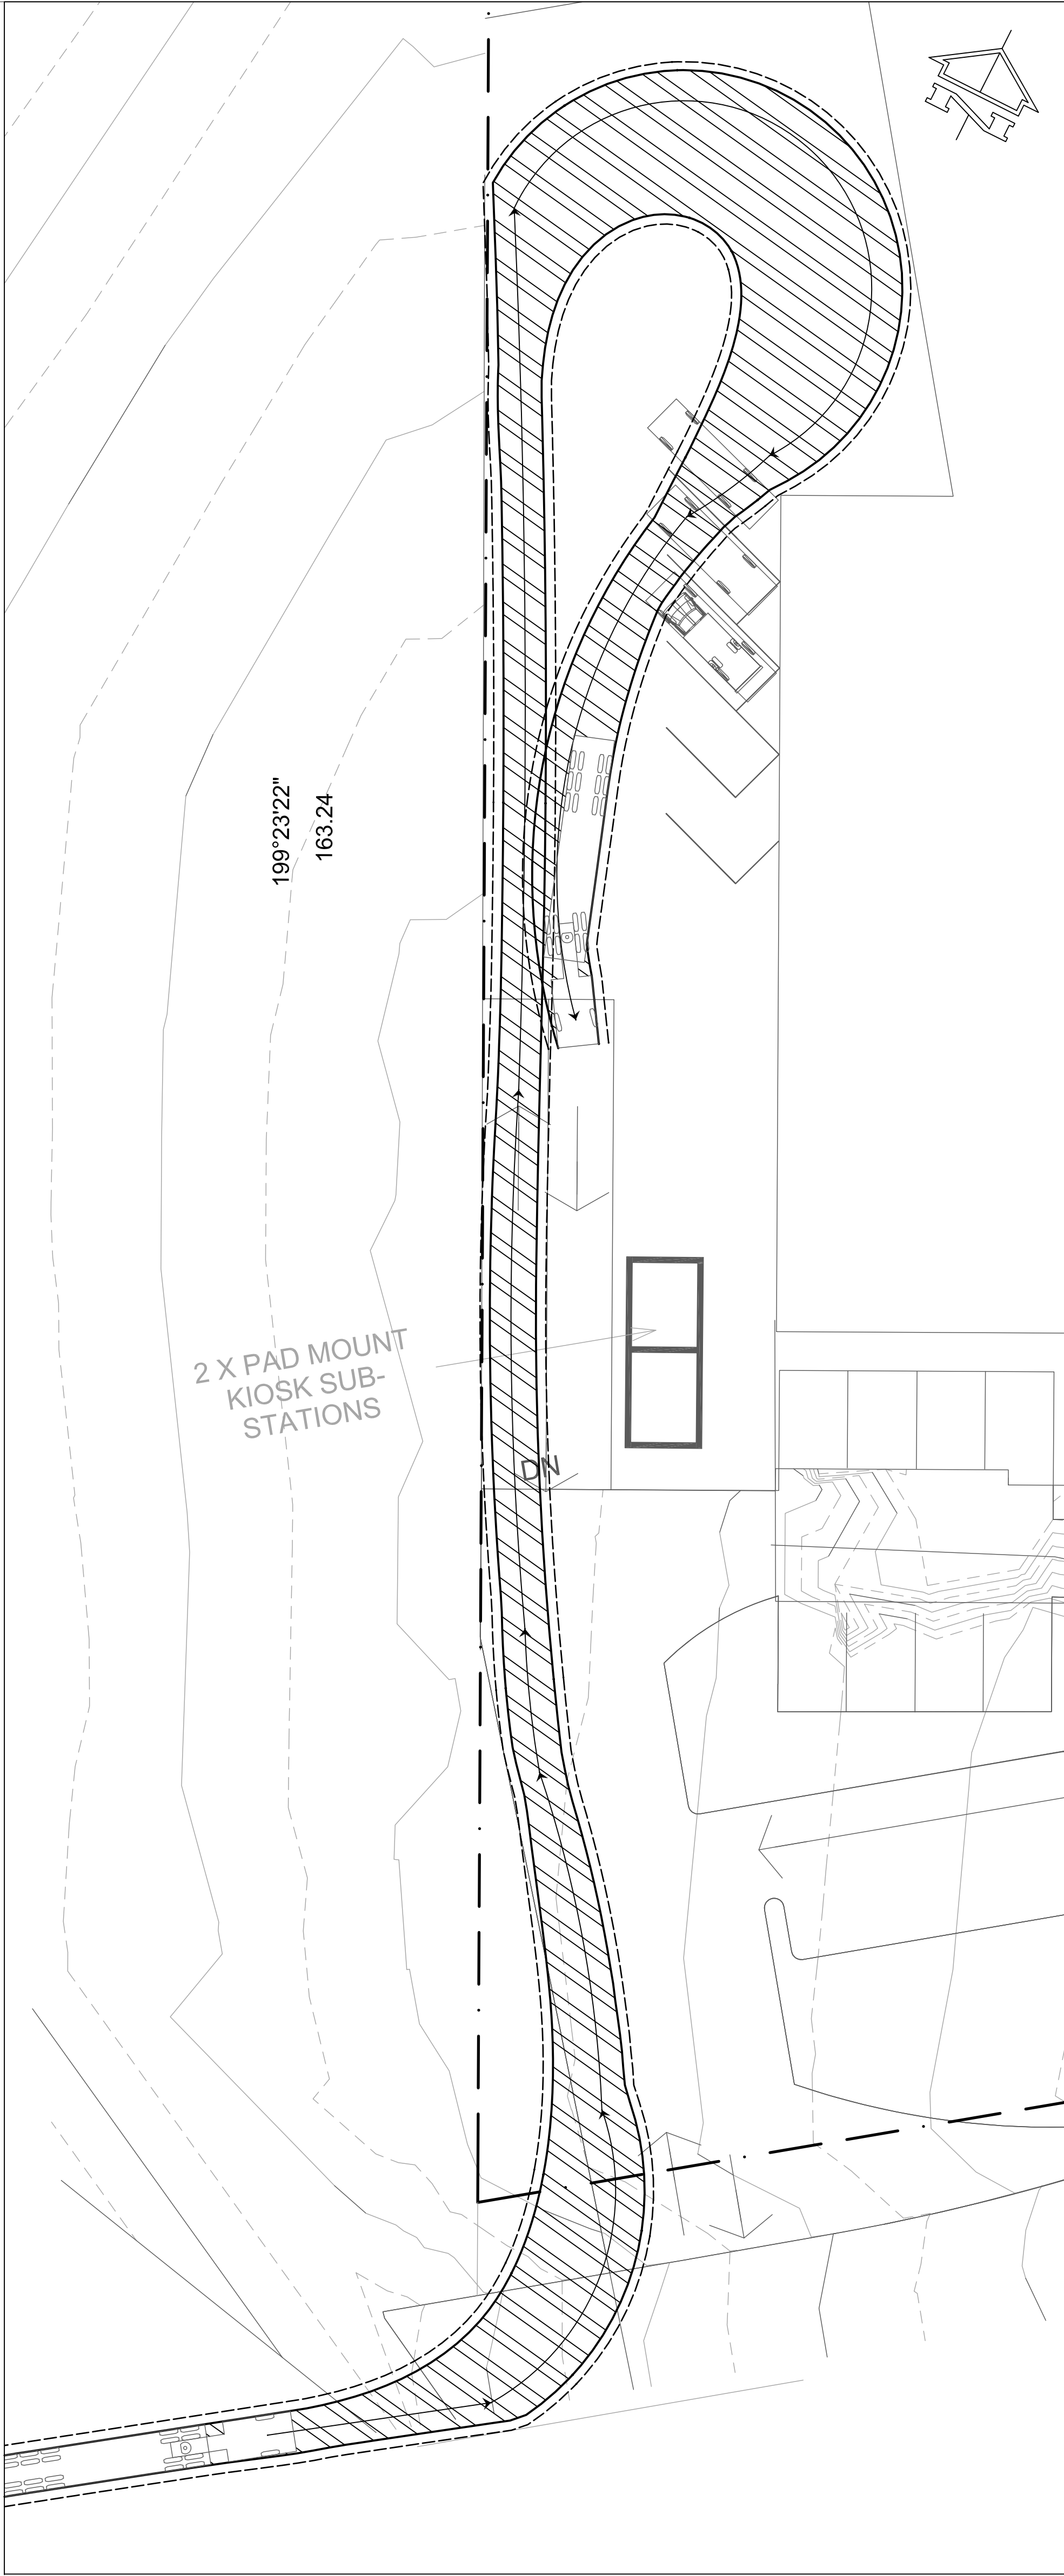 199°23'22"
163.24
2 X PAD MOUNT
KIOSK SUB-
STATIONS
DN